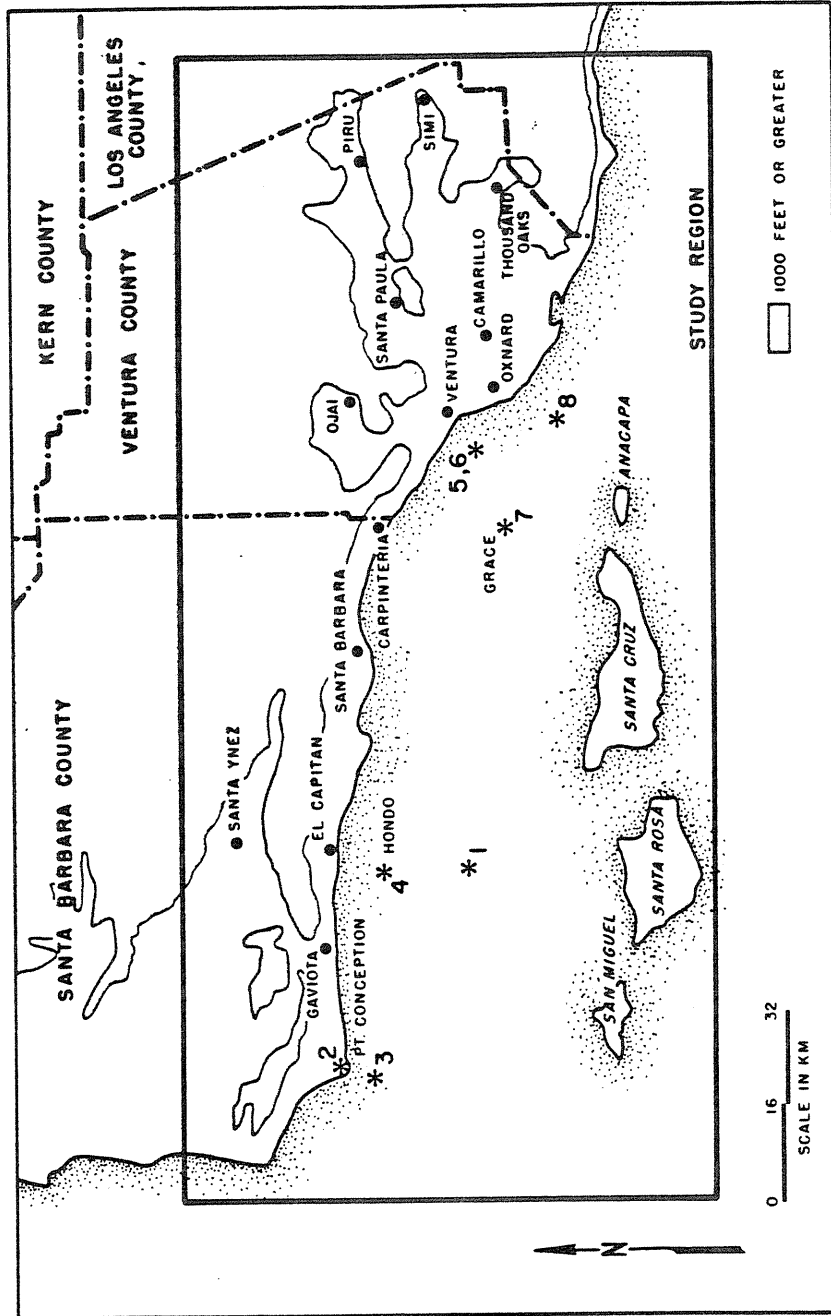 KERN COUNTY
LOS ANGELES
COUNTY,
VENTURA COUNTY
SANTA BARBARA COUNTY
PIRU
SIMI
SANTA PAULA
THOUSAND
OAKS
CAMARILLO
OXNARD
VENTURA
OJAI
CARPINTERIA
SANTA BARBARA
SANTA YNEZ
EL CAPITAN
GAVIOTA
PT. CONCEPTION
2
3
HONDO
4
1
GRACE
7
5,6
8
ANACAPA
SANTA CRUZ
SANTA ROSA
SAN MIGUEL
STUDY REGION
0 16 32
SCALE IN KM
1000 FEET OR GREATER
N